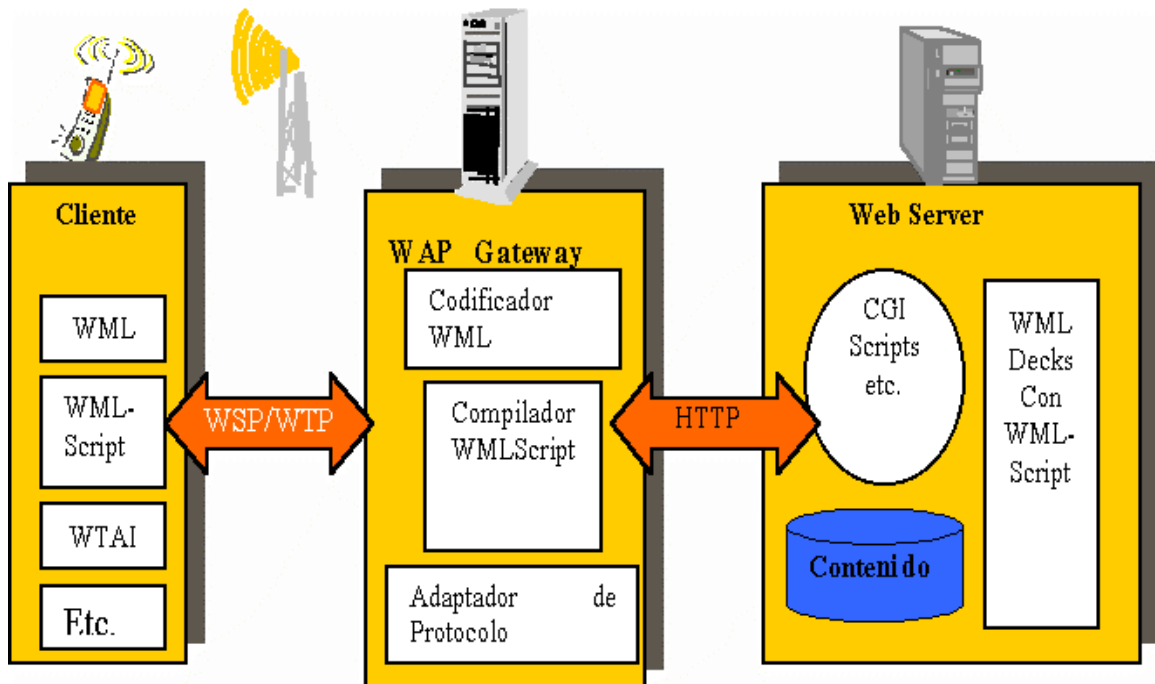 Cliente
WML
WML-
Script
WTAI
Etc.
WSP/WTP
WAP Gateway
Codificador
WML
Compilador
WMLScript
Adaptador de
Protocolo
HTTP
Web Server
CGI
Scripts
etc.
Contenido
WML
Decks
Con
WML-
Script